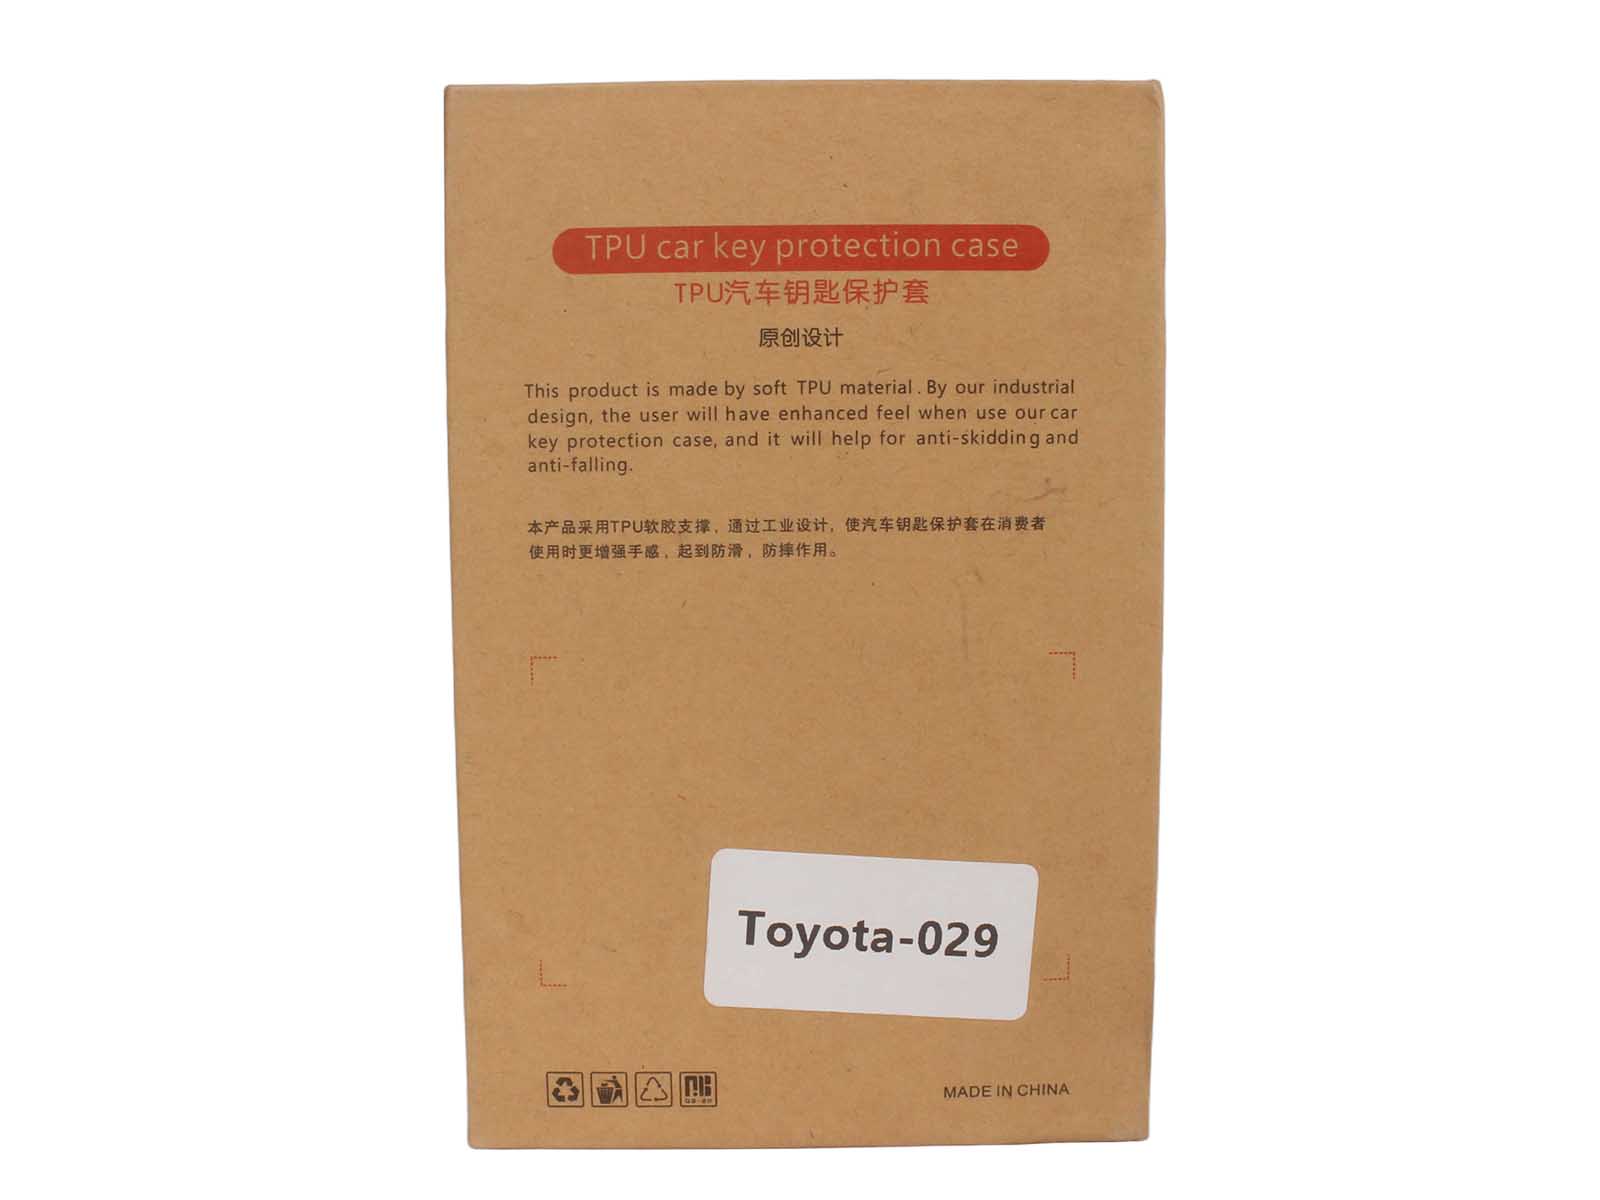 TPU car key protection case
TPU汽车钥匙保护套
原创设计
This product is made by soft TPU material. By our industrial
design, the user will have enhanced feel when use our car
key protection case, and it will help for anti-skidding and
anti-falling.
本产品采用TPU软胶支撑，通过工业设计，使汽车钥匙保护套在消费者
使用时更增强手感，起到防滑，防摔作用。
Toyota-029
MADE IN CHINA